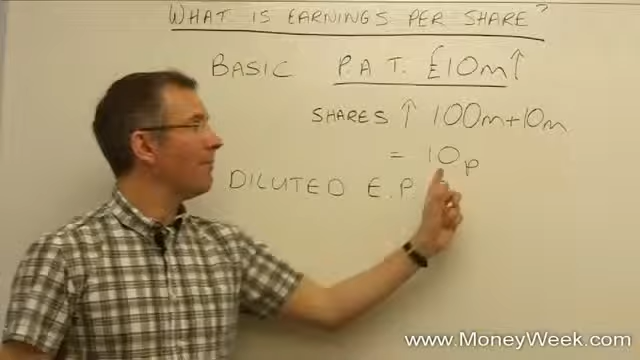 WHAT IS EARNINGS PER SHARE?
BASIC P.A.T. £10M↑
SHARES ↑ 100M+10M
= 10p
DILUTED E.P.
www.MoneyWeek.com